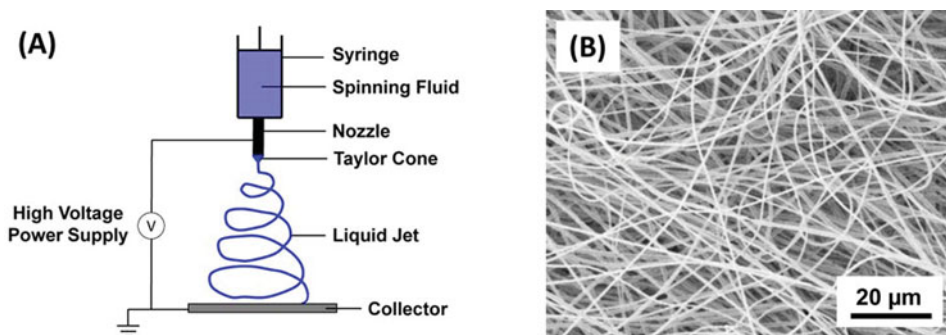 (A)
Syringe
Spinning Fluid
Nozzle
Taylor Cone
High Voltage
Power Supply
V
Liquid Jet
Collector
(B)
20 µm